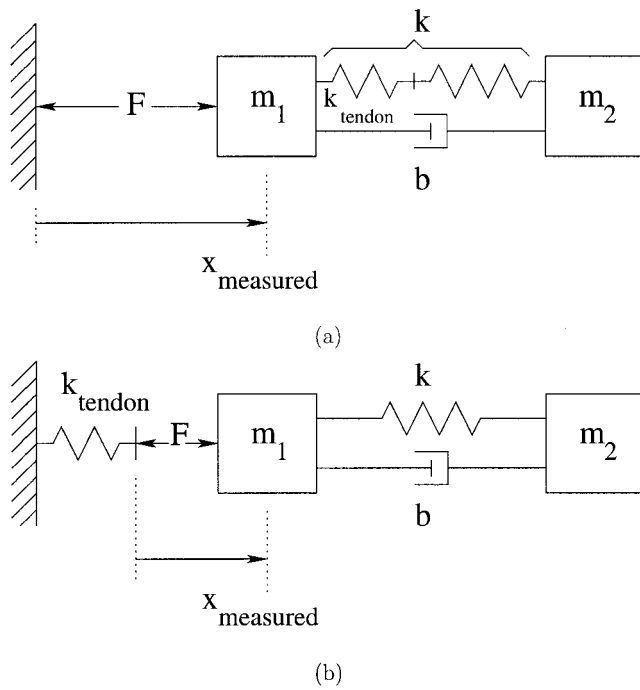 k
F
m1
k tendon
m2
b
x measured
(a)
k tendon
k
F
m1
m2
b
x measured
(b)